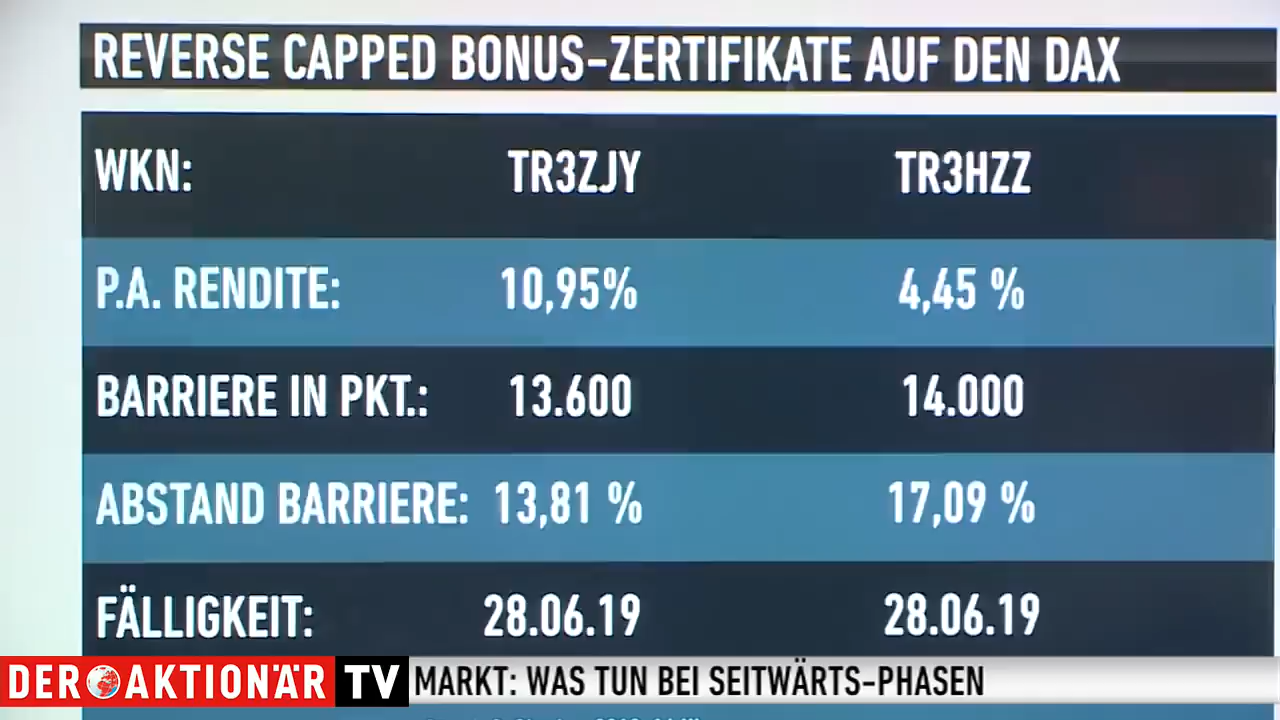 REVERSE CAPPED BONUS-ZERTIFIKATE AUF DEN DAX
WKN: TR3ZJY TR3HZZ
P.A. RENDITE: 10,95% 4,45 %
BARRIERE IN PKT.: 13.600 14.000
ABSTAND BARRIERE: 13,81 % 17,09 %
FÄLLIGKEIT: 28.06.19 28.06.19
DER AKTIONÄR TV MARKT: WAS TUN BEI SEITWÄRTS-PHASEN